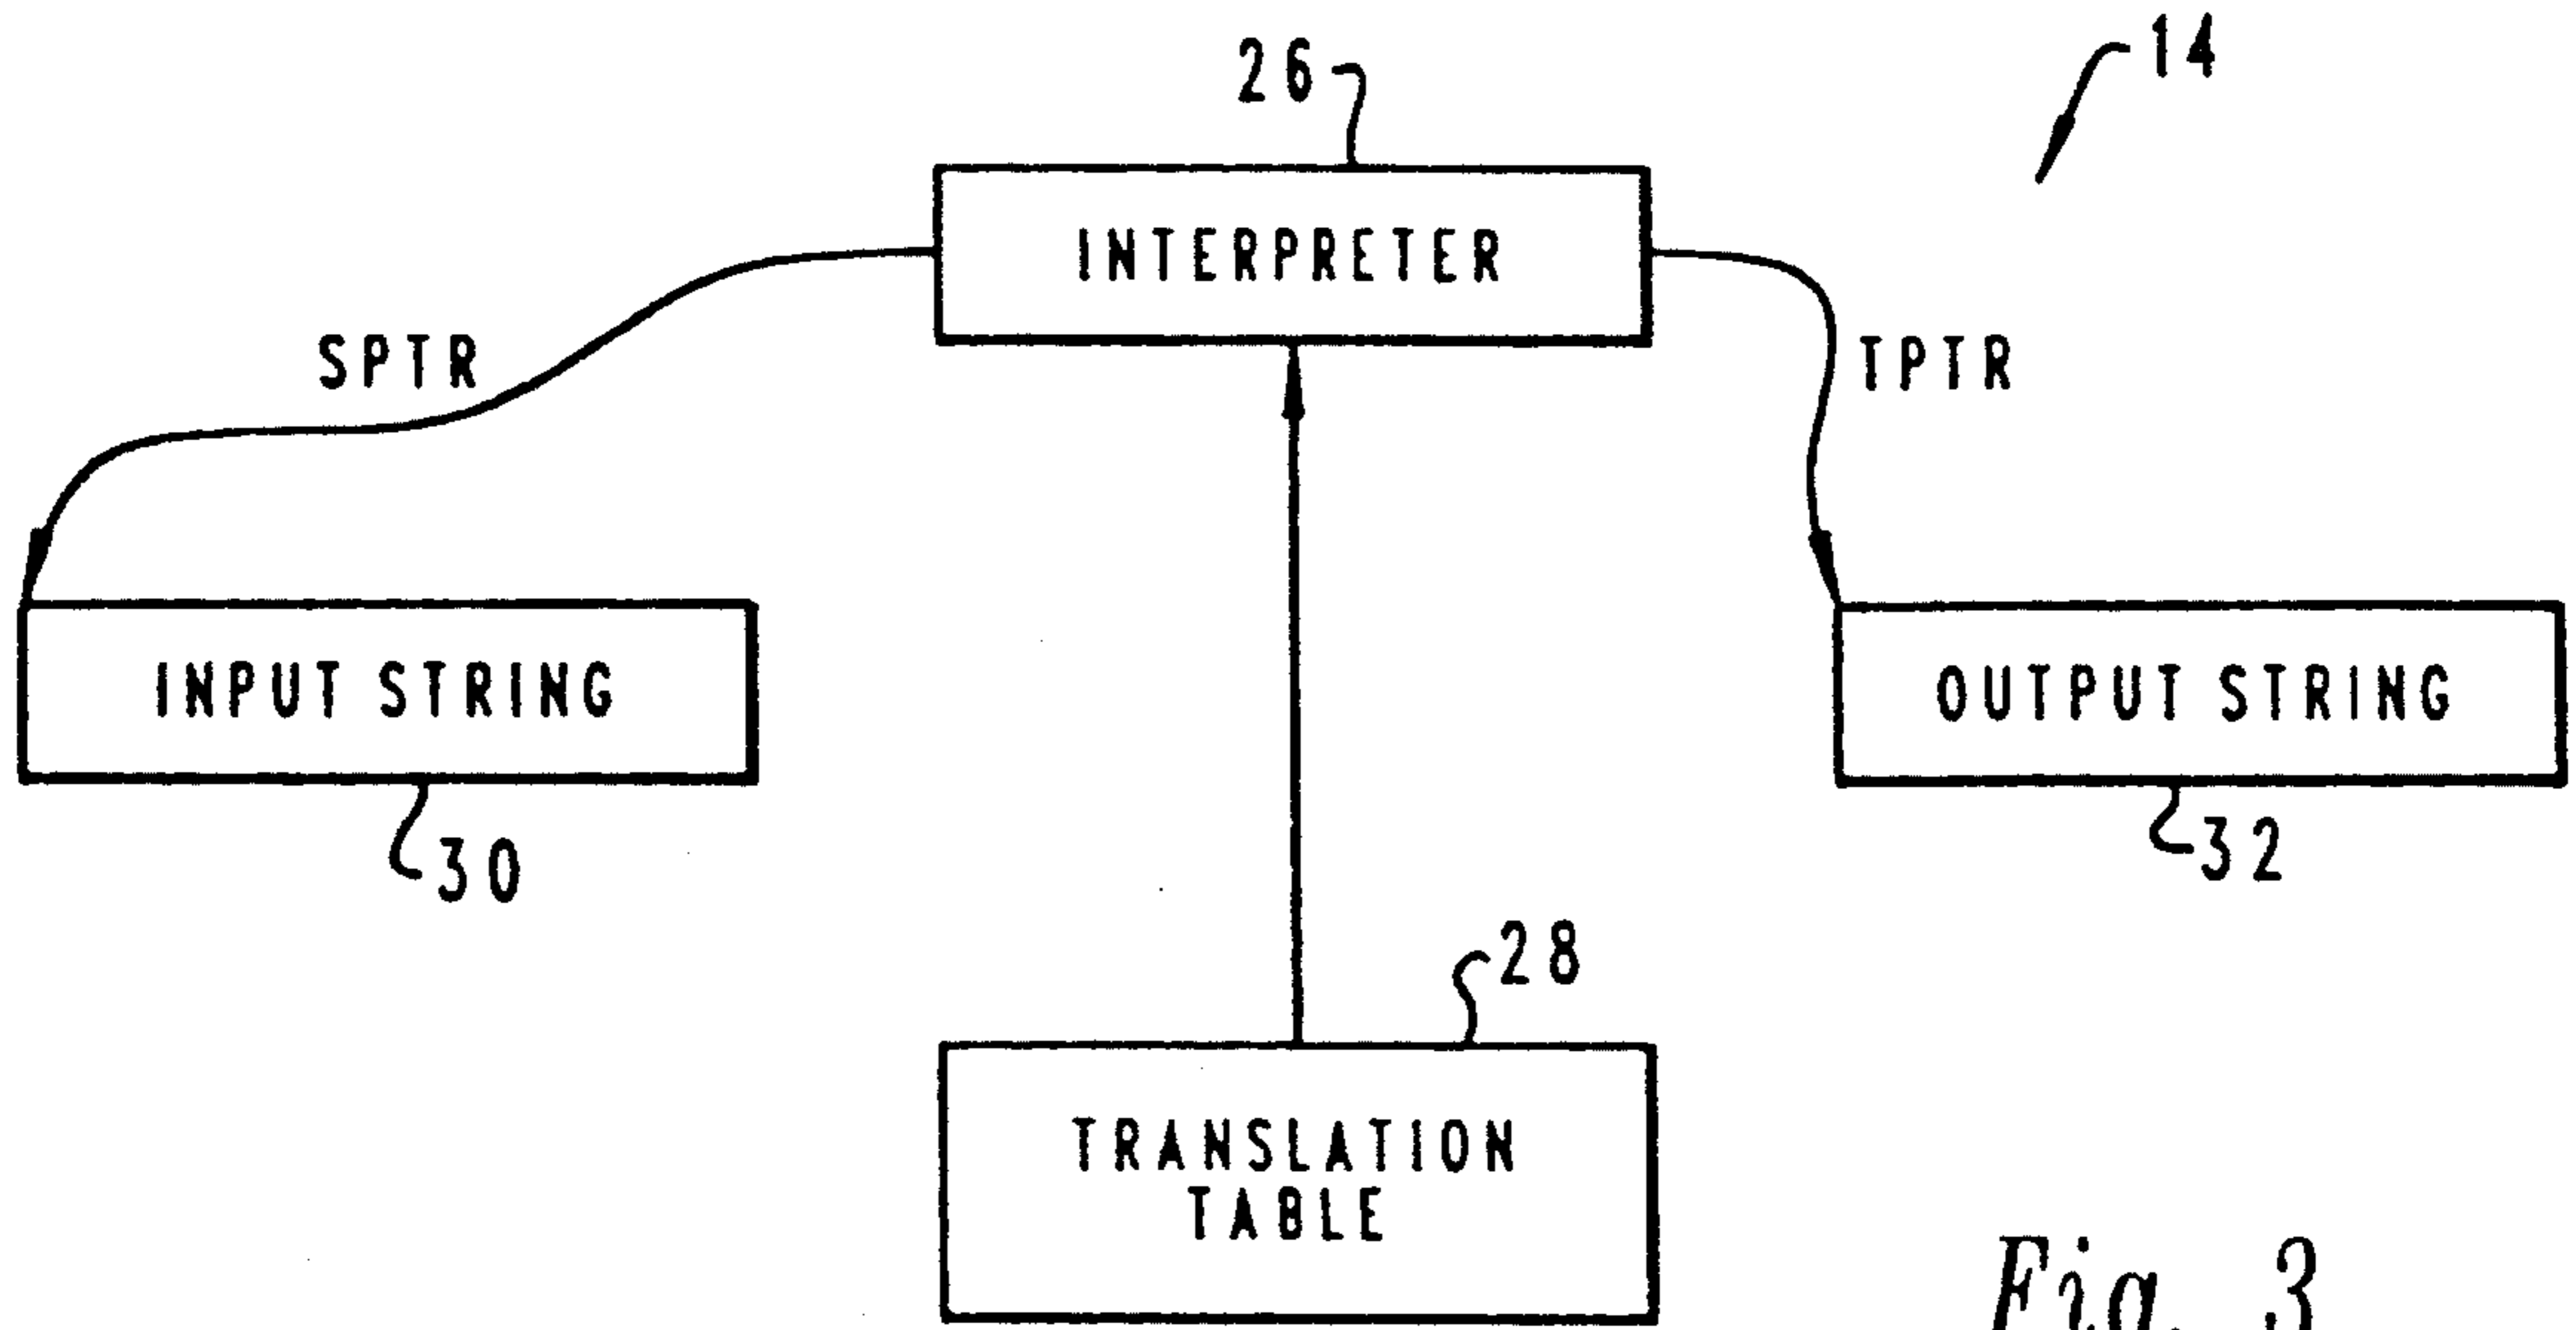 14
26
INTERPRETER
SPTR
TPTR
INPUT STRING
OUTPUT STRING
30
32
28
TRANSLATION
TABLE
Fig. 3